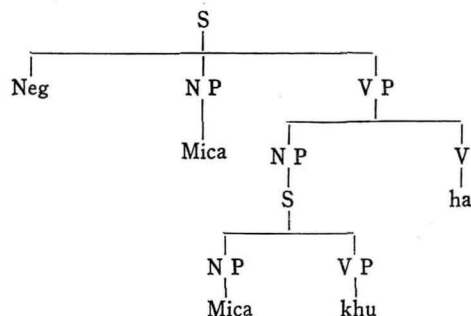 S
Neg N P V P
Mica N P V
S ha
N P V P
Mica khu